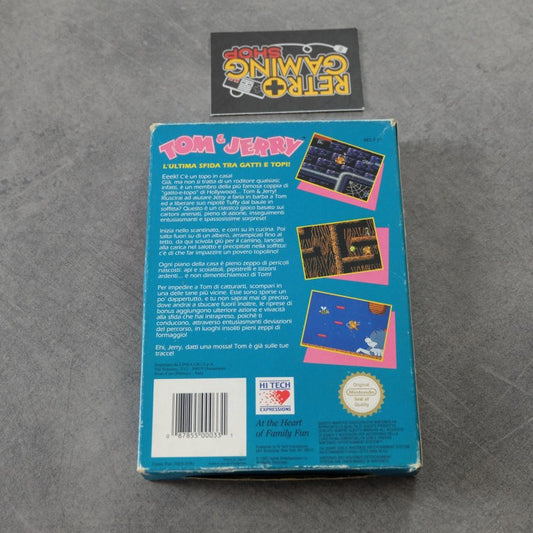 RETRO
GAMING
SHOP
TOM & JERRY
L'ULTIMA SFIDA TRA GATTI E TOPI!
Eeek! C'è un topo in casa!
Già, ma non si tratta di un roditore qualsiasi:
infatti, è un membro della più famosa coppia di
"gatto-e-topo" di Hollywood... Tom & Jerry!
Riuscirai ad aiutare Jerry a farla in barba a Tom
ed a liberare suo nipote Tuffy dal baule in
soffitta? Questo è un classico gioco basato sui
cartoni animati, pieno di azione, inseguimenti
entusiasmanti e spassosissime sorprese!
Inizia nello scantinato, e corri su in cucina. Poi
salta fuori su di un albero, arrampicati fino al
tetto, da qui scivola giù per il camino, lanciati
alla carica nel salotto e precipitati nella soffitta:
c'è di che far impazzire un povero topolino!
Ogni piano della casa è pieno zeppo di pericoli
nascosti: api e scoiattoli, pipistrelli e tizzoni
ardenti... e non dimentichiamoci di Tom!
Per impedire a Tom di catturarti, scompari in
una delle tane più vicine. Esse sono sparse un
po' dappertutto, e tu non saprai mai di preciso
dove andrai a sbucare fuori! Inoltre, le riprese di
bonus aggiungono ulteriore azione e vivacità
alla sfida che hai intrapreso, poichè ti
conducono, attraverso entusiasmanti deviazioni
del percorso, in luoghi insoliti pieni zeppi di
formaggio!
Ehi, Jerry, datti una mossa! Tom è già sulle tue
tracce!
0 87855 00033 1
HI TECH
EXPRESSIONS
At the Heart
of Family Fun
Original
Nintendo
Seal of
Quality